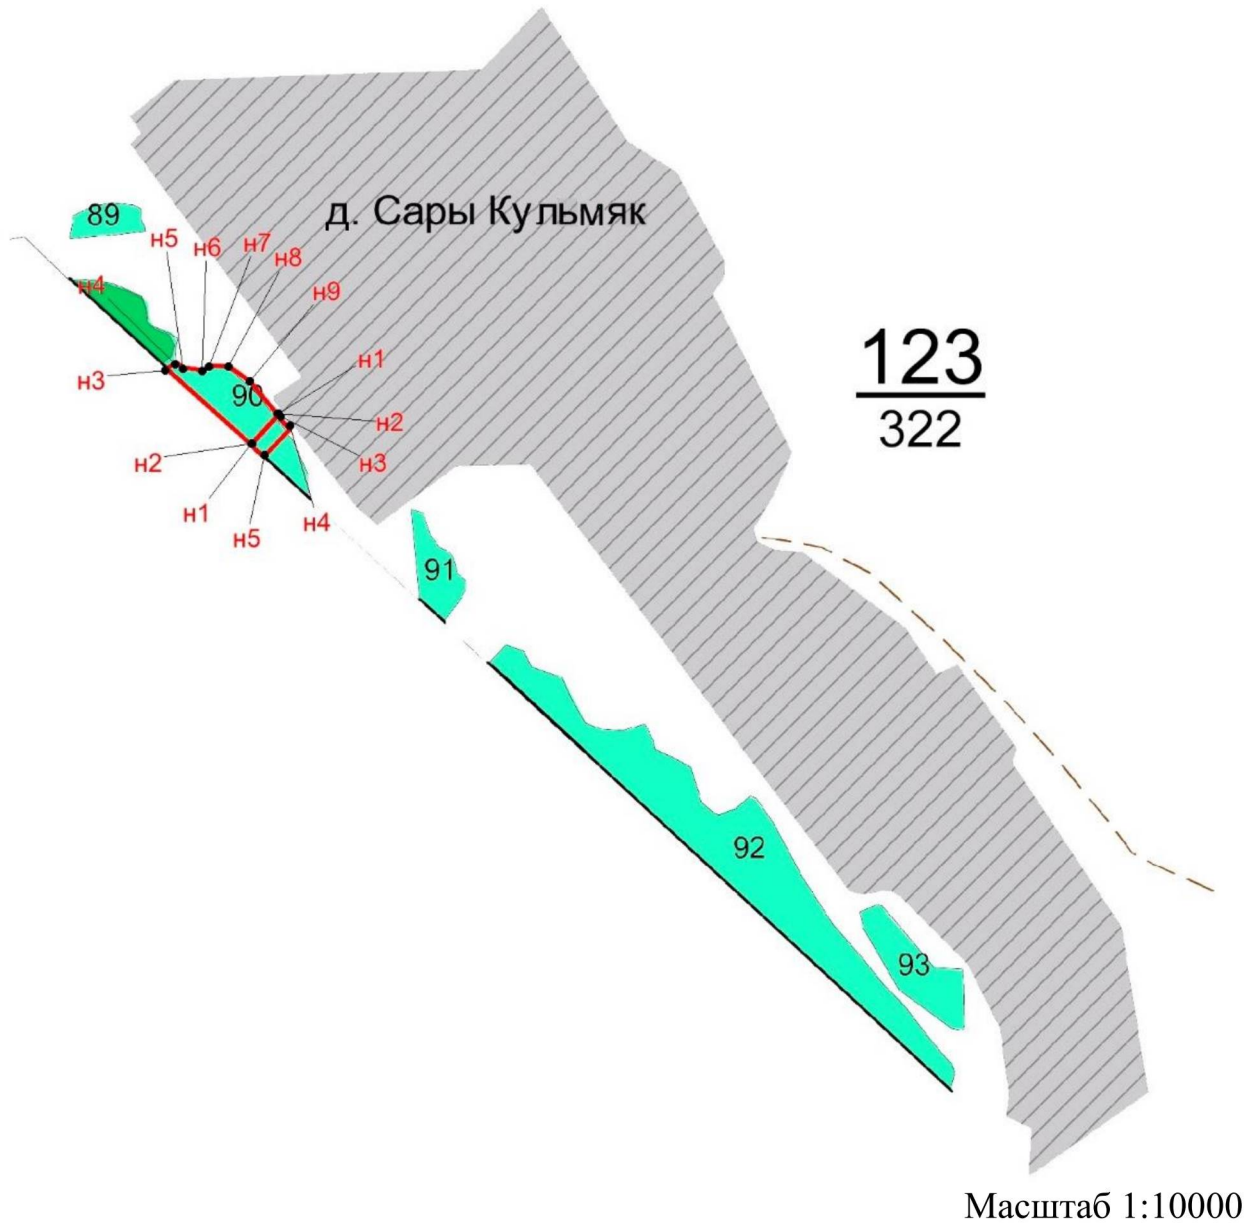 д. Сары Кульмяк
89
н5
н6
н7
н8
н4
н9
123
322
н3
90
н1
н2
н3
н2
н1
н5
н4
91
92
93
Масштаб 1:10000